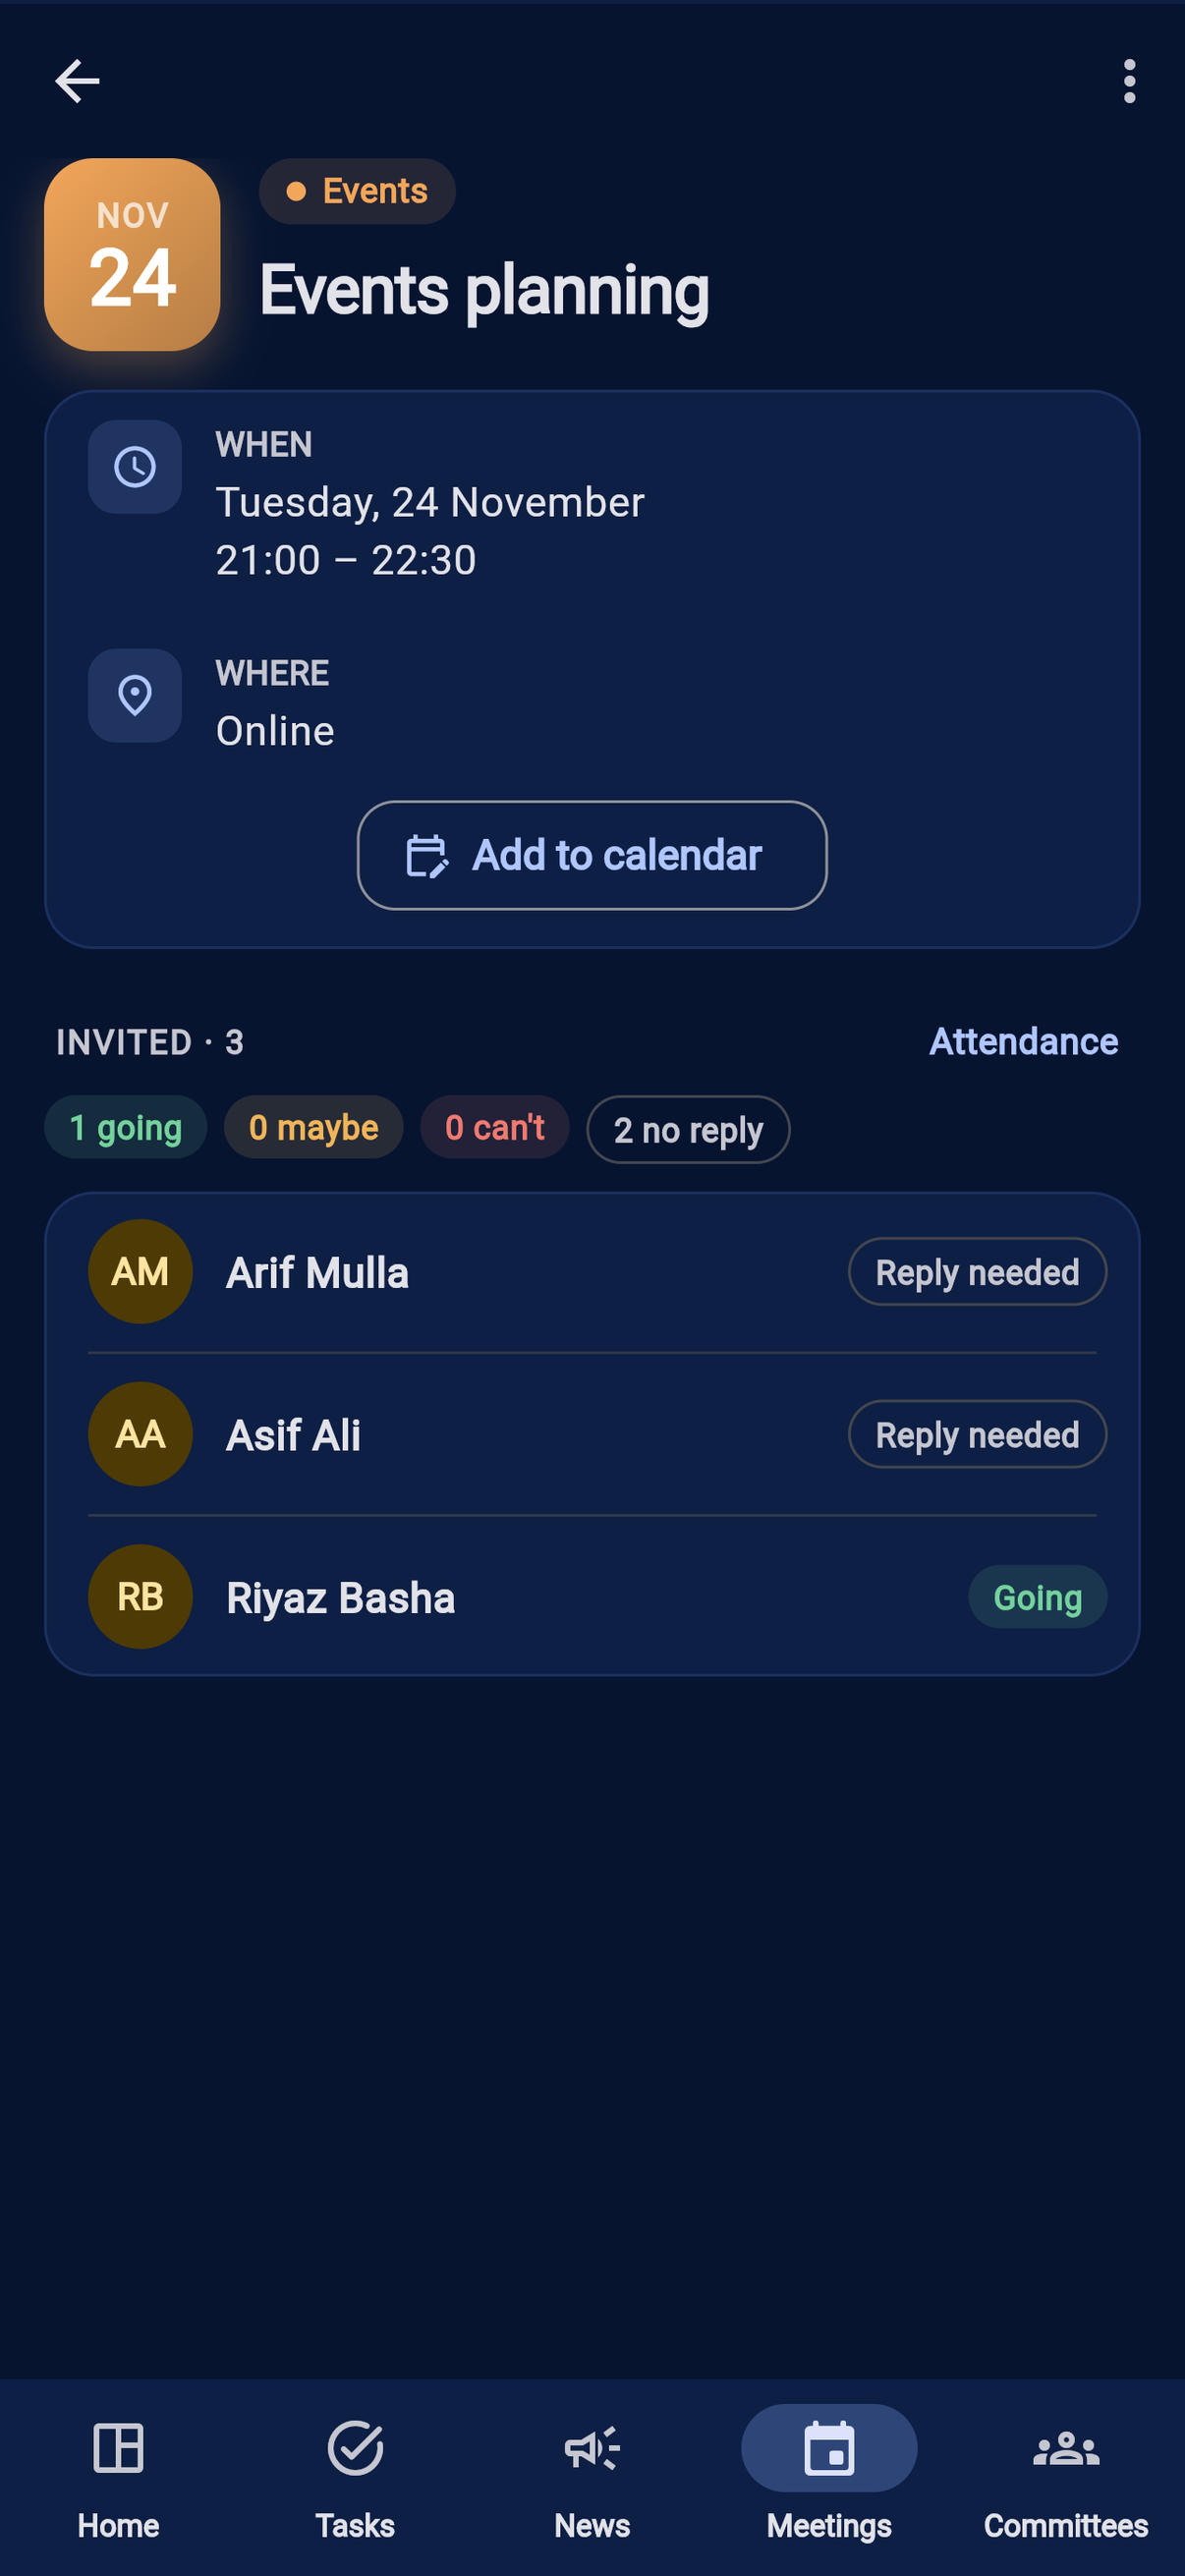 NOV
24
Events
Events planning
WHEN
Tuesday, 24 November
21:00 – 22:30
WHERE
Online
Add to calendar
INVITED · 3
Attendance
1 going
0 maybe
0 can't
2 no reply
AM
Arif Mulla
Reply needed
AA
Asif Ali
Reply needed
RB
Riyaz Basha
Going
Home
Tasks
News
Meetings
Committees